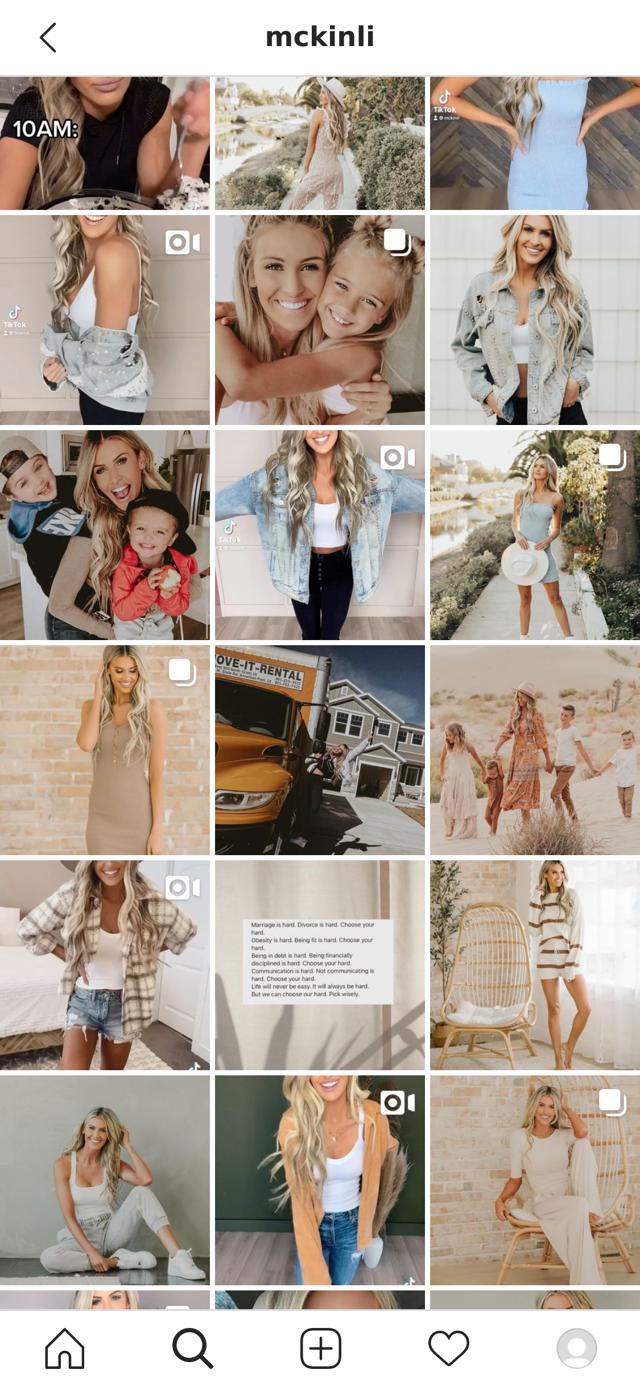 mckinli
10AM:
TikTok
TikTok
TikTok
OVE-IT-RENTAL
Marriage is hard. Divorce is hard. Choose your
hard.
Obesity is hard. Being fit is hard. Choose your
hard.
Being in debt is hard. Being financially
disciplined is hard. Choose your hard.
Communication is hard. Not communicating is
hard. Choose your hard.
Life will never be easy. It will always be hard.
But we can choose our hard. Pick wisely.